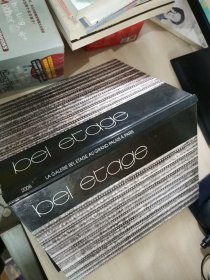 bel etage
2006
LA GALERIE BEL ETAGE AU GRAND PALAIS A PARIS
bel etage